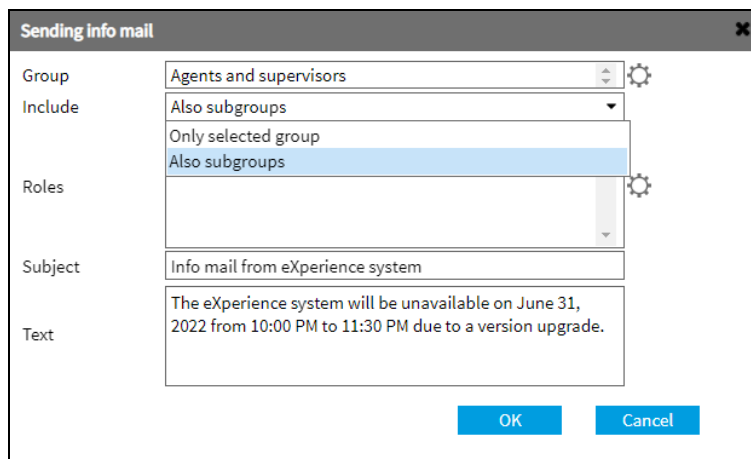 Sending info mail
Group
Agents and supervisors
Include
Also subgroups
Only selected group
Also subgroups
Roles
Subject
Info mail from eXperience system
Text
The eXperience system will be unavailable on June 31,
2022 from 10:00 PM to 11:30 PM due to a version upgrade.
OK
Cancel